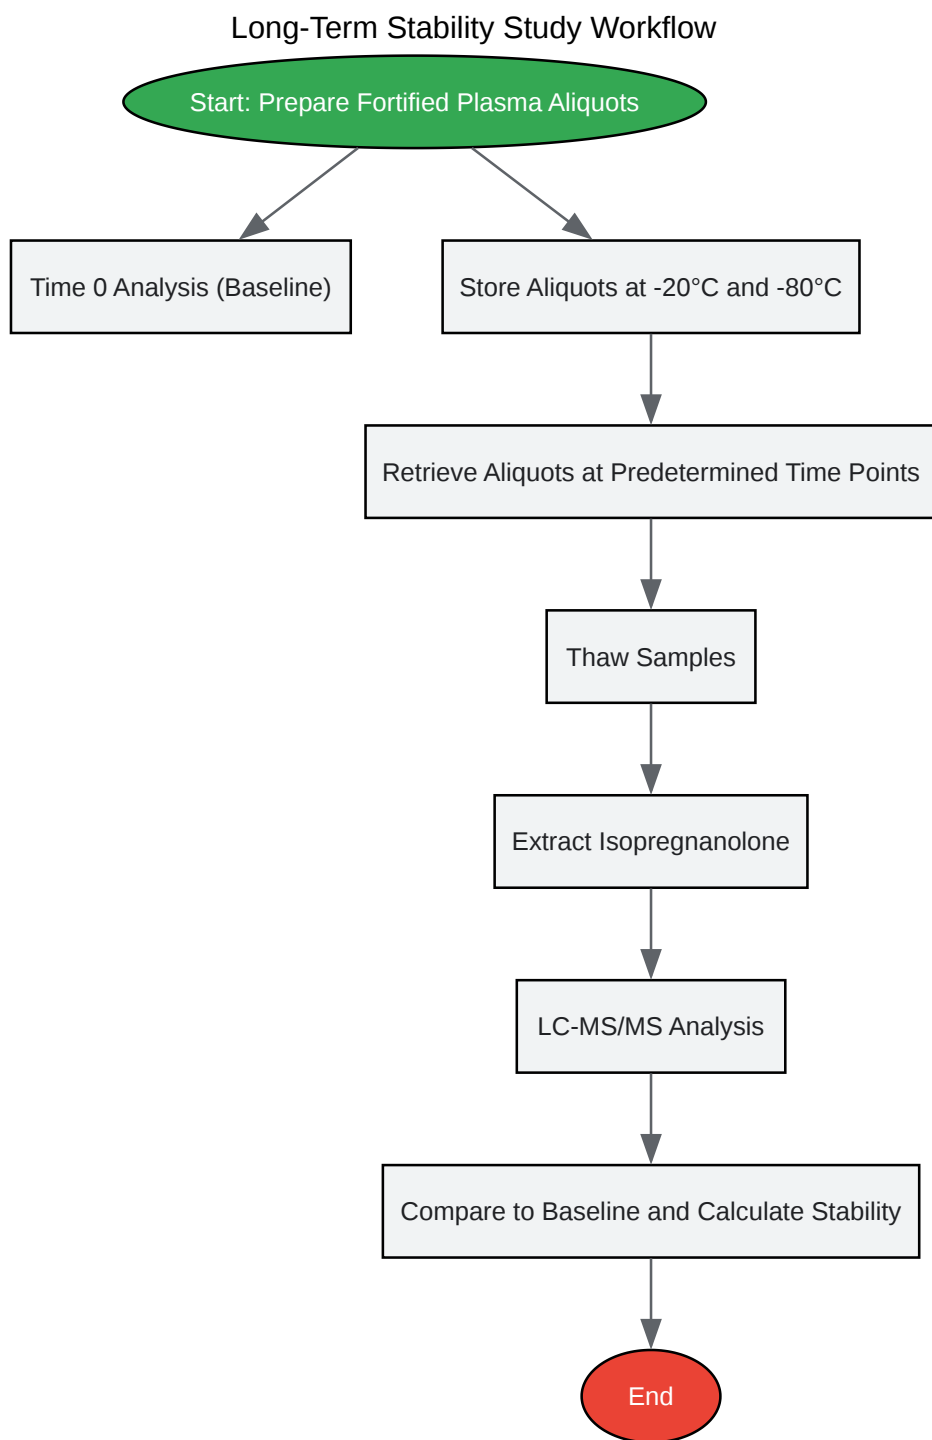 Long-Term Stability Study Workflow
Start: Prepare Fortified Plasma Aliquots
Time 0 Analysis (Baseline)
Store Aliquots at -20°C and -80°C
Retrieve Aliquots at Predetermined Time Points
Thaw Samples
Extract Isopregnanolone
LC-MS/MS Analysis
Compare to Baseline and Calculate Stability
End